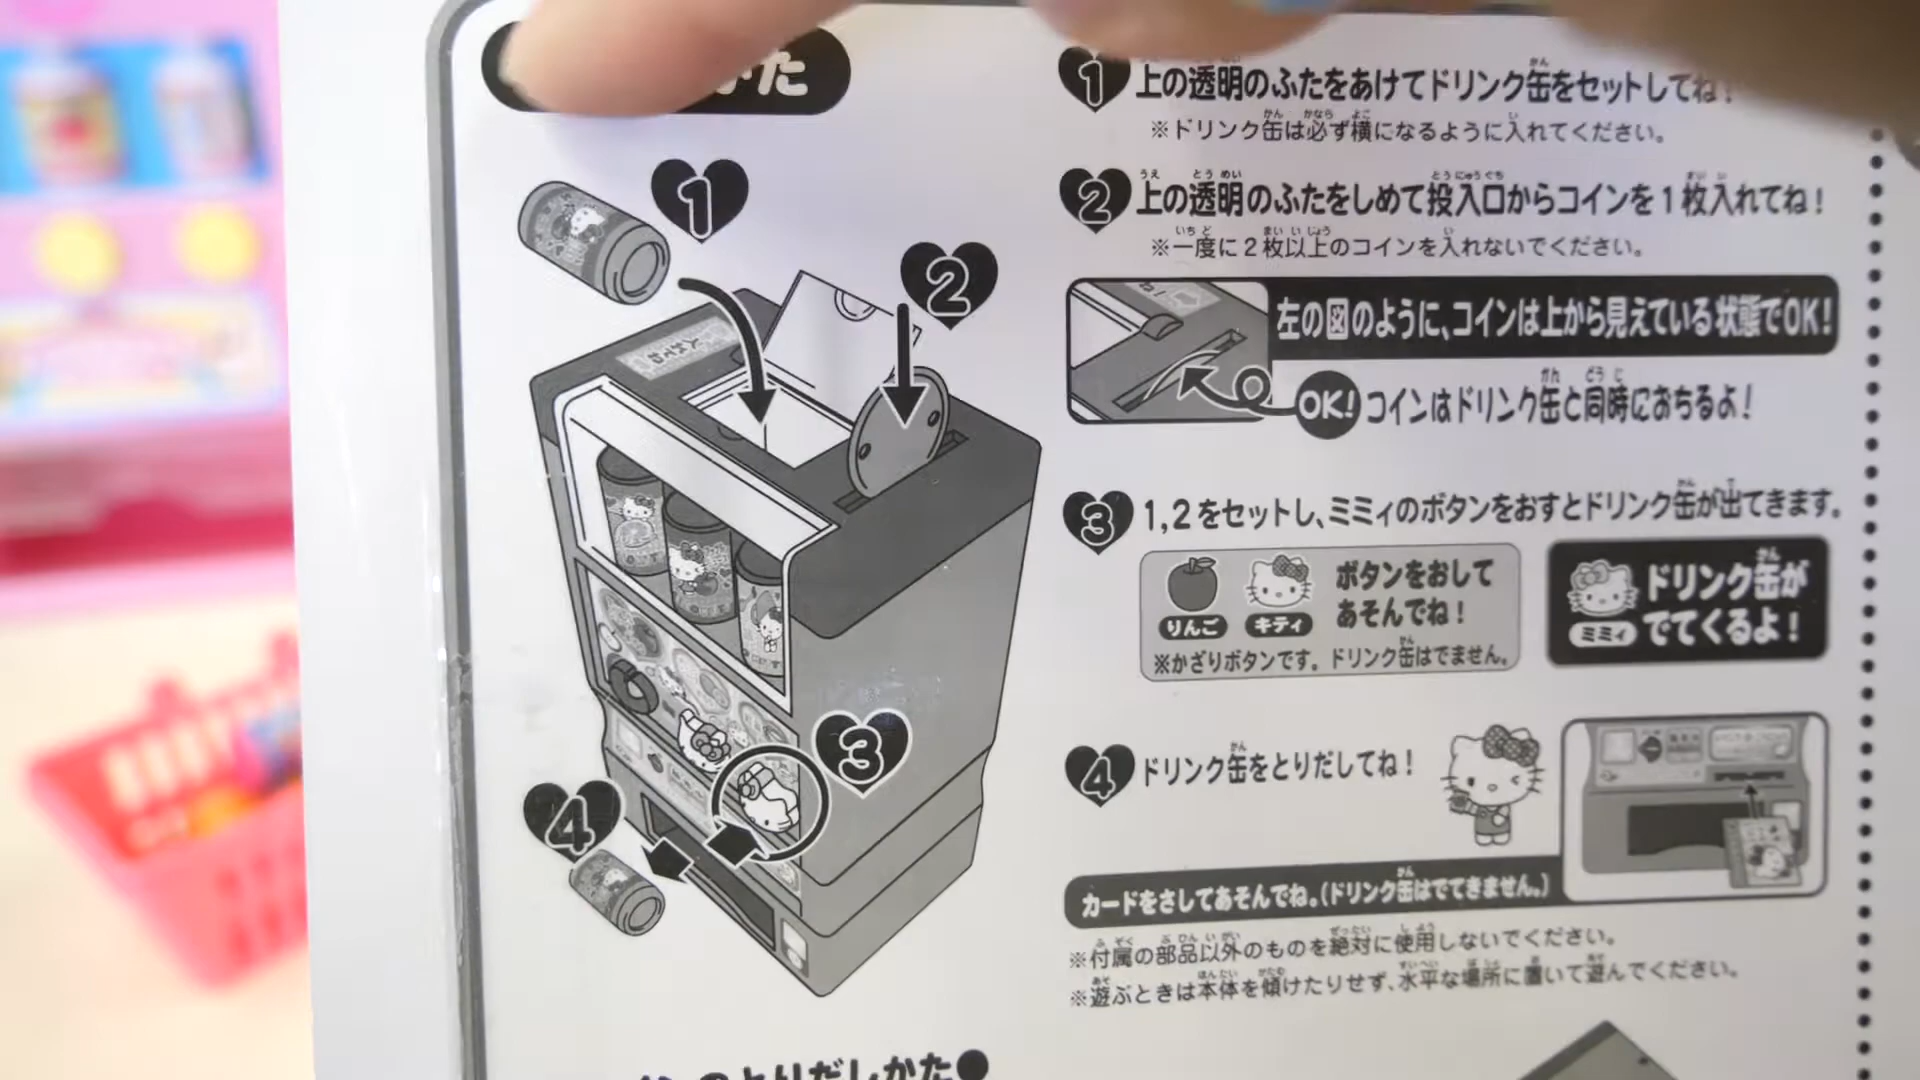 かた
1 上の透明のふたをあけてドリンク缶をセットしてね!
※ドリンク缶は必ず横になるように入れてください。
2 上の透明のふたをしめて投入口からコインを1枚入れてね!
※一度に2枚以上のコインを入れないでください。
左の図のように、コインは上から見えている状態でOK!
OK! コインはドリンク缶と同時におちるよ!
3 1,2をセットし、ミミィのボタンをおすとドリンク缶が出てきます。
りんご
キティ
ボタンをおして
あそんでね!
※かざりボタンです。ドリンク缶はでません。
ミミィ
ドリンク缶が
でてくるよ!
4 ドリンク缶をとりだしてね!
カードをさしてあそんでね。(ドリンク缶はでてきません。)
※付属の部品以外のものを絶対に使用しないでください。
※遊ぶときは本体を傾けたりせず、水平な場所に置いて遊んでください。
1
2
3
4
のとりだしかた●